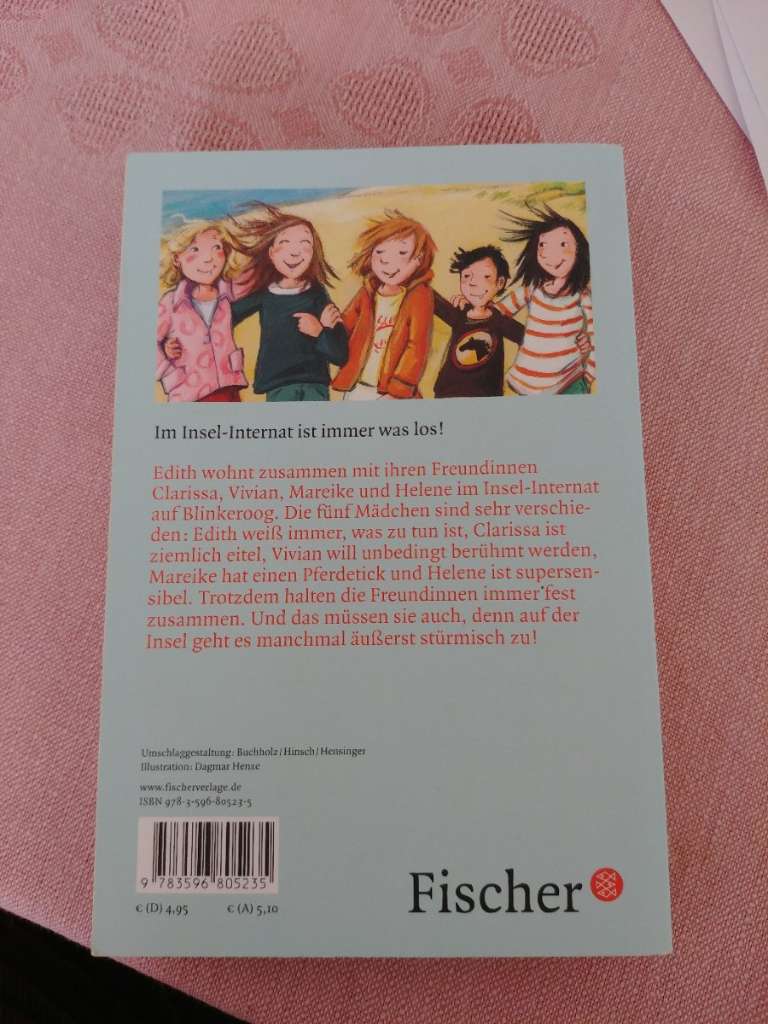 Im Insel-Internat ist immer was los!
Edith wohnt zusammen mit ihren Freundinnen
Clarissa, Vivian, Mareike und Helene im Insel-Internat
auf Blinkeroog. Die fünf Mädchen sind sehr verschie-
den: Edith weiß immer, was zu tun ist, Clarissa ist
ziemlich eitel, Vivian will unbedingt berühmt werden,
Mareike hat einen Pferdetick und Helene ist supersen-
sibel. Trotzdem halten die Freundinnen immer fest
zusammen. Und das müssen sie auch, denn auf der
Insel geht es manchmal äußerst stürmisch zu!
Umschlaggestaltung: Buchholz/Hinsch/Hensinger
Illustration: Dagmar Henze
www.fischerverlage.de
ISBN 978-3-596-80523-5
9 783596 805235
€ (D) 4,95 € (A) 5,10
Fischer